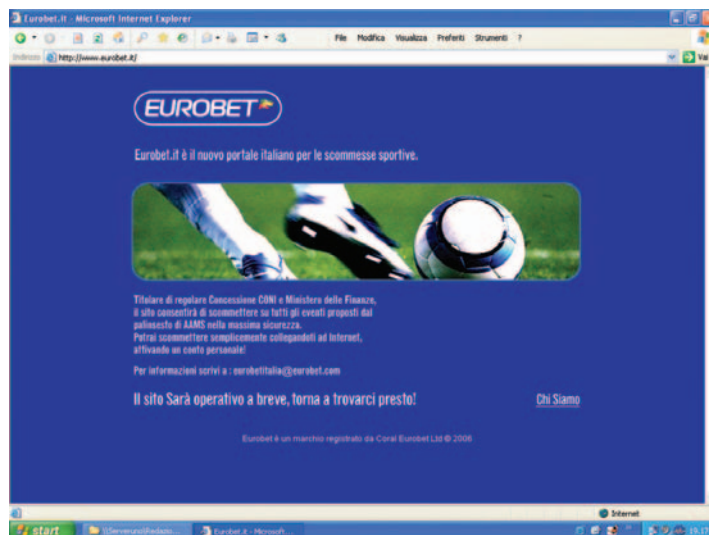 Eurobet.it - Microsoft Internet Explorer
File Modifica Visualizza Preferiti Strumenti ?
Indirizzo http://www.eurobet.it/ Vai
EUROBET
Eurobet.it è il nuovo portale italiano per le scommesse sportive.
Titolare di regolare Concessione CONI e Ministero delle Finanze,
il sito consentirà di scommettere su tutti gli eventi proposti dal
palinsesto di AAMS nella massima sicurezza.
Potrai scommettere semplicemente collegandoti ad Internet,
attivando un conto personale!
Per informazioni scrivi a : eurobetitalia@eurobet.com
Il sito Sarà operativo a breve, torna a trovarci presto!
Chi Siamo
Eurobet è un marchio registrato da Coral Eurobet Ltd © 2006
Internet
start
Eurobet.it - Microsoft...
19.17